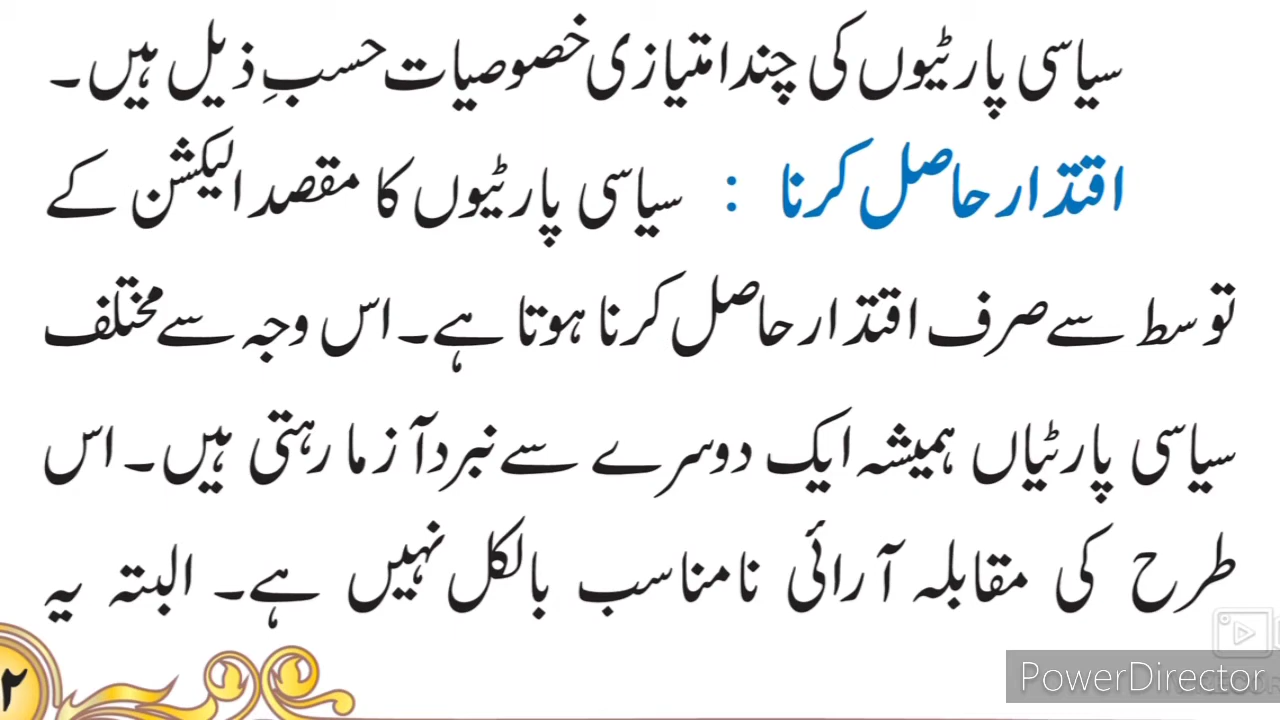 سیاسی پارٹیوں کی چند امتیازی خصوصیات حسبِ ذیل ہیں۔
اقتدار حاصل کرنا : سیاسی پارٹیوں کا مقصد الیکشن کے
توسط سے صرف اقتدار حاصل کرنا ہوتا ہے۔ اس وجہ سے مختلف
سیاسی پارٹیاں ہمیشہ ایک دوسرے سے نبردآزما رہتی ہیں۔ اس
طرح کی مقابلہ آرائی نامناسب بالکل نہیں ہے۔ البتہ یہ
۲
PowerDirector